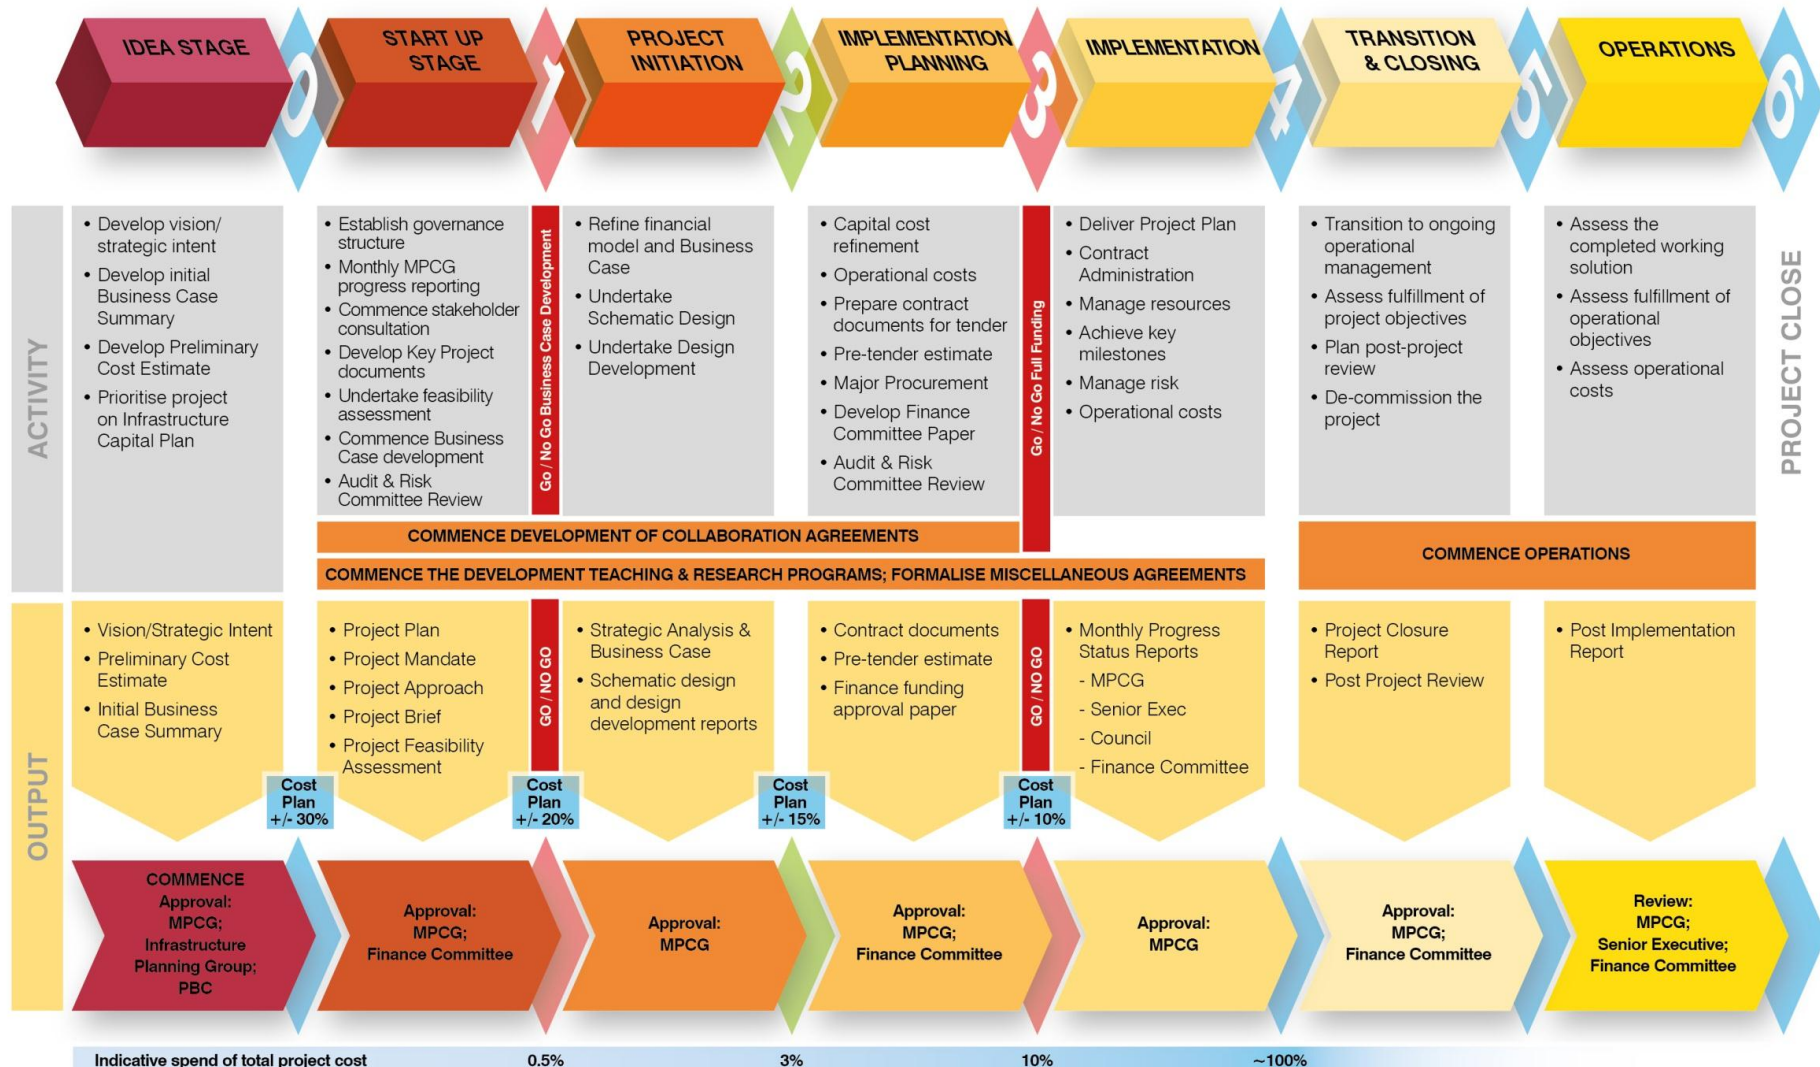 IDEA STAGE
0
START UP
STAGE
1
PROJECT
INITIATION
2
IMPLEMENTATION
PLANNING
3
IMPLEMENTATION
4
TRANSITION
& CLOSING
5
OPERATIONS
6
ACTIVITY
• Develop vision/
strategic intent
• Develop initial
Business Case
Summary
• Develop Preliminary
Cost Estimate
• Prioritise project
on Infrastructure
Capital Plan
• Establish governance
structure
• Monthly MPCG
progress reporting
• Commence stakeholder
consultation
• Develop Key Project
documents
• Undertake feasibility
assessment
• Commence Business
Case development
• Audit & Risk
Committee Review
Go / No Go Business Case Development
• Refine financial
model and Business
Case
• Undertake
Schematic Design
• Undertake Design
Development
• Capital cost
refinement
• Operational costs
• Prepare contract
documents for tender
• Pre-tender estimate
• Major Procurement
• Develop Finance
Committee Paper
• Audit & Risk
Committee Review
Go / No Go Full Funding
• Deliver Project Plan
• Contract
Administration
• Manage resources
• Achieve key
milestones
• Manage risk
• Operational costs
• Transition to ongoing
operational
management
• Assess fulfillment of
project objectives
• Plan post-project
review
• De-commission the
project
• Assess the
completed working
solution
• Assess fulfillment of
operational
objectives
• Assess operational
costs
PROJECT CLOSE
COMMENCE DEVELOPMENT OF COLLABORATION AGREEMENTS
COMMENCE THE DEVELOPMENT TEACHING & RESEARCH PROGRAMS; FORMALISE MISCELLANEOUS AGREEMENTS
COMMENCE OPERATIONS
OUTPUT
• Vision/Strategic Intent
• Preliminary Cost
Estimate
• Initial Business
Case Summary
Cost
Plan
+/- 30%
• Project Plan
• Project Mandate
• Project Approach
• Project Brief
• Project Feasibility
Assessment
GO / NO GO
Cost
Plan
+/- 20%
• Strategic Analysis &
Business Case
• Schematic design
and design
development reports
Cost
Plan
+/- 15%
• Contract documents
• Pre-tender estimate
• Finance funding
approval paper
GO / NO GO
Cost
Plan
+/- 10%
• Monthly Progress
Status Reports
- MPCG
- Senior Exec
- Council
- Finance Committee
• Project Closure
Report
• Post Project Review
• Post Implementation
Report
COMMENCE
Approval:
MPCG;
Infrastructure
Planning Group;
PBC
Approval:
MPCG;
Finance Committee
Approval:
MPCG
Approval:
MPCG;
Finance Committee
Approval:
MPCG
Approval:
MPCG;
Finance Committee
Review:
MPCG;
Senior Executive;
Finance Committee
Indicative spend of total project cost 0.5% 3% 10% ~100%